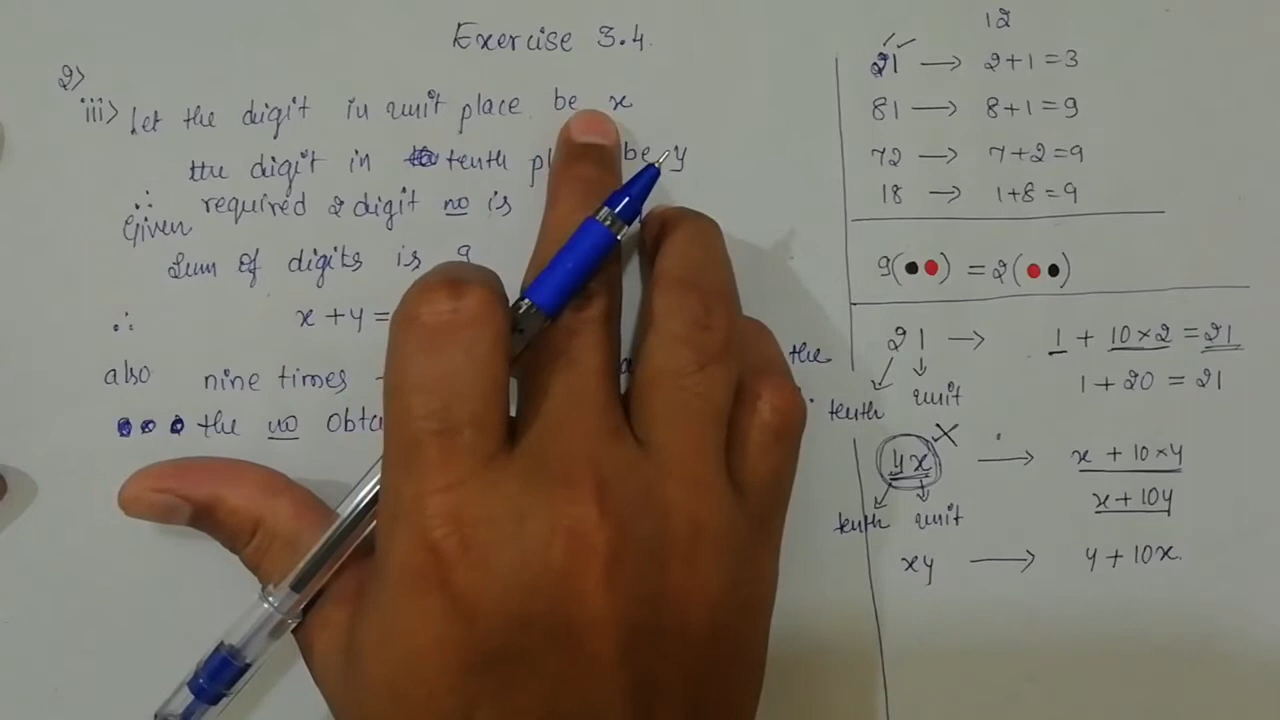 Exercise 3.4
2>
iii> Let the digit in unit place be x
the digit in tenth be y
∴ required 2 digit no is
Given
Sum of digits is 9
∴ x + y =
also nine times the
the no
12
21 → 2+1=3
81 → 8+1=9
72 → 7+2=9
18 → 1+8=9
9( ) = 2( )
21 → 1 + 10×2 = 21
1 + 20 = 21
tenth unit
yx → x + 10×y
x + 10y
tenth unit
xy → y + 10x.